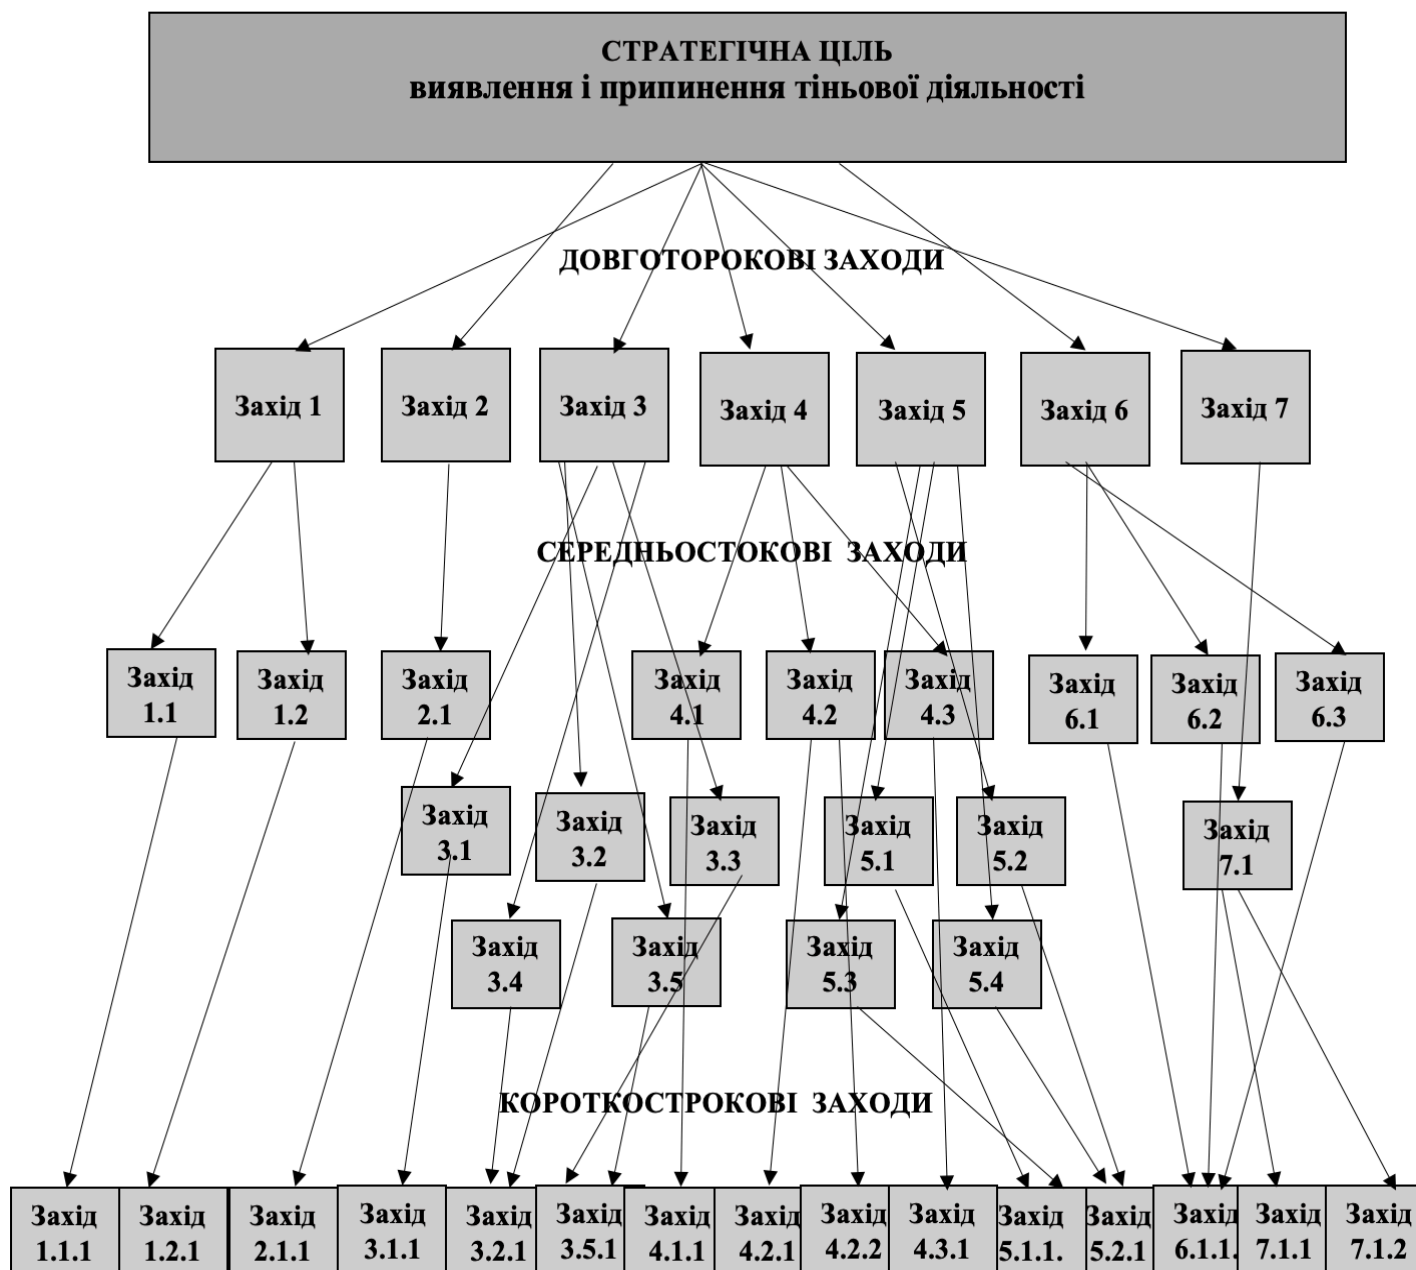 СТРАТЕГІЧНА ЦІЛЬ
виявлення і припинення тіньової діяльності
ДОВГОТОРОКОВІ ЗАХОДИ
Захід 1
Захід 2
Захід 3
Захід 4
Захід 5
Захід 6
Захід 7
СЕРЕДНЬОСТОКОВІ ЗАХОДИ
Захід
1.1
Захід
1.2
Захід
2.1
Захід
4.1
Захід
4.2
Захід
4.3
Захід
6.1
Захід
6.2
Захід
6.3
Захід
3.1
Захід
3.2
Захід
3.3
Захід
5.1
Захід
5.2
Захід
7.1
Захід
3.4
Захід
3.5
Захід
5.3
Захід
5.4
КОРОТКОСТРОКОВІ ЗАХОДИ
Захід
1.1.1
Захід
1.2.1
Захід
2.1.1
Захід
3.1.1
Захід
3.2.1
Захід
3.5.1
Захід
4.1.1
Захід
4.2.1
Захід
4.2.2
Захід
4.3.1
Захід
5.1.1.
Захід
5.2.1
Захід
6.1.1.
Захід
7.1.1
Захід
7.1.2